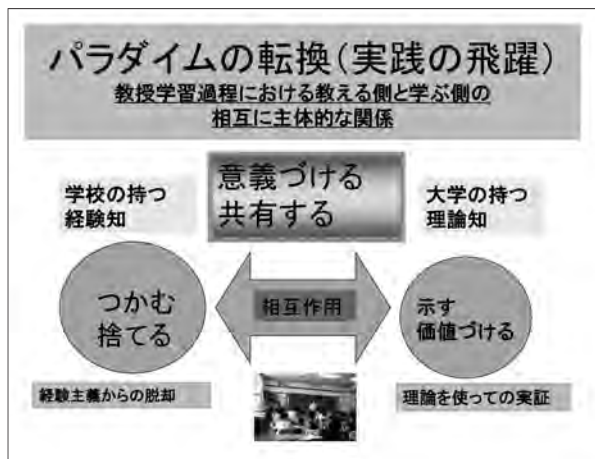 パラダイムの転換(実践の飛躍)
教授学習過程における教える側と学ぶ側の
相互に主体的な関係
学校の持つ
経験知
意義づける
共有する
大学の持つ
理論知
つかむ
捨てる
相互作用
示す
価値づける
経験主義からの脱却
理論を使っての実証